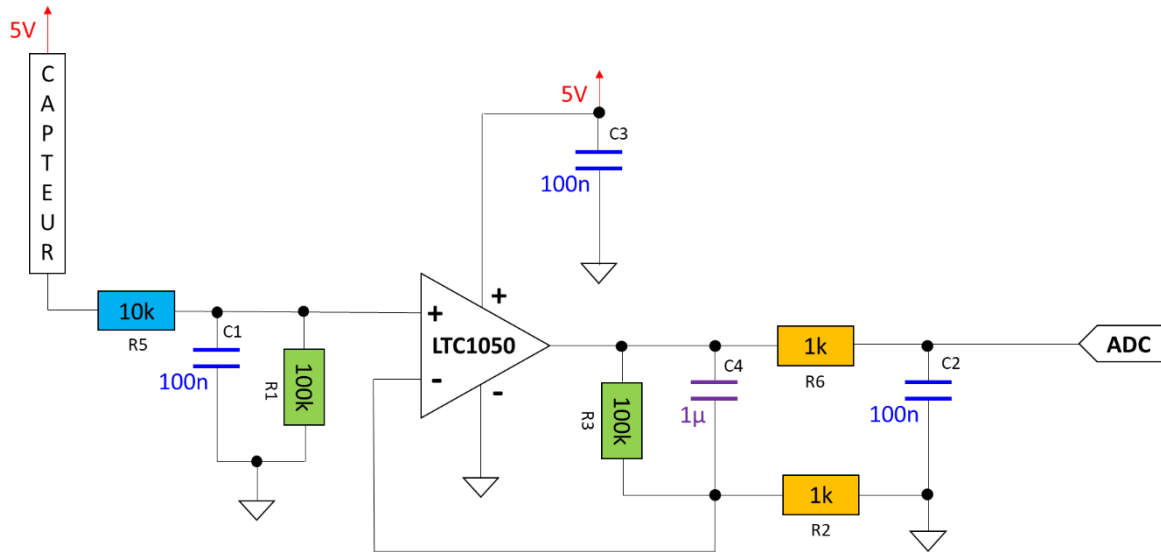 5V
CAPTEUR
5V
C3
100n
+
10k
R5
C1
100n
R1
100k
+
-
LTC1050
-
R3
100k
C4
1µ
1k
R6
C2
100n
ADC
1k
R2